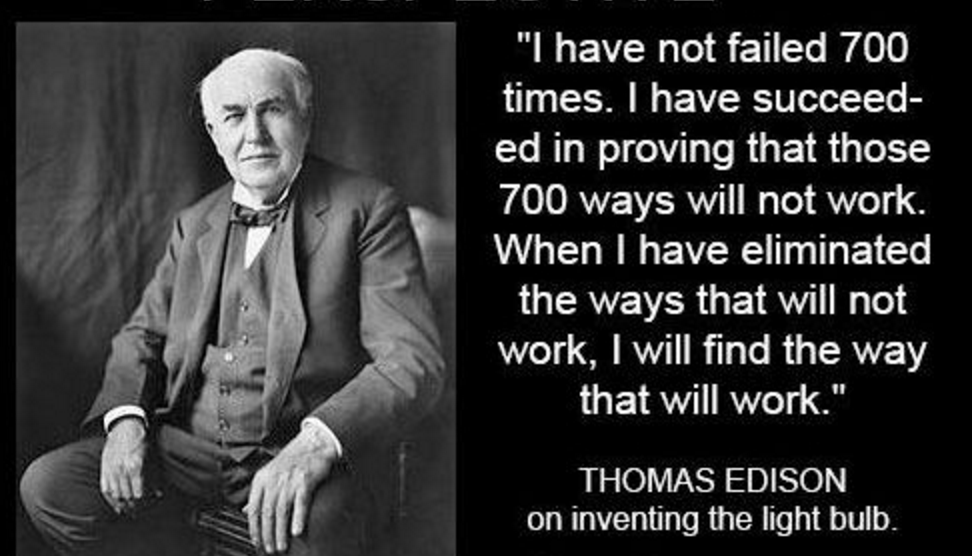 "I have not failed 700
times. I have succeed-
ed in proving that those
700 ways will not work.
When I have eliminated
the ways that will not
work, I will find the way
that will work."
THOMAS EDISON
on inventing the light bulb.